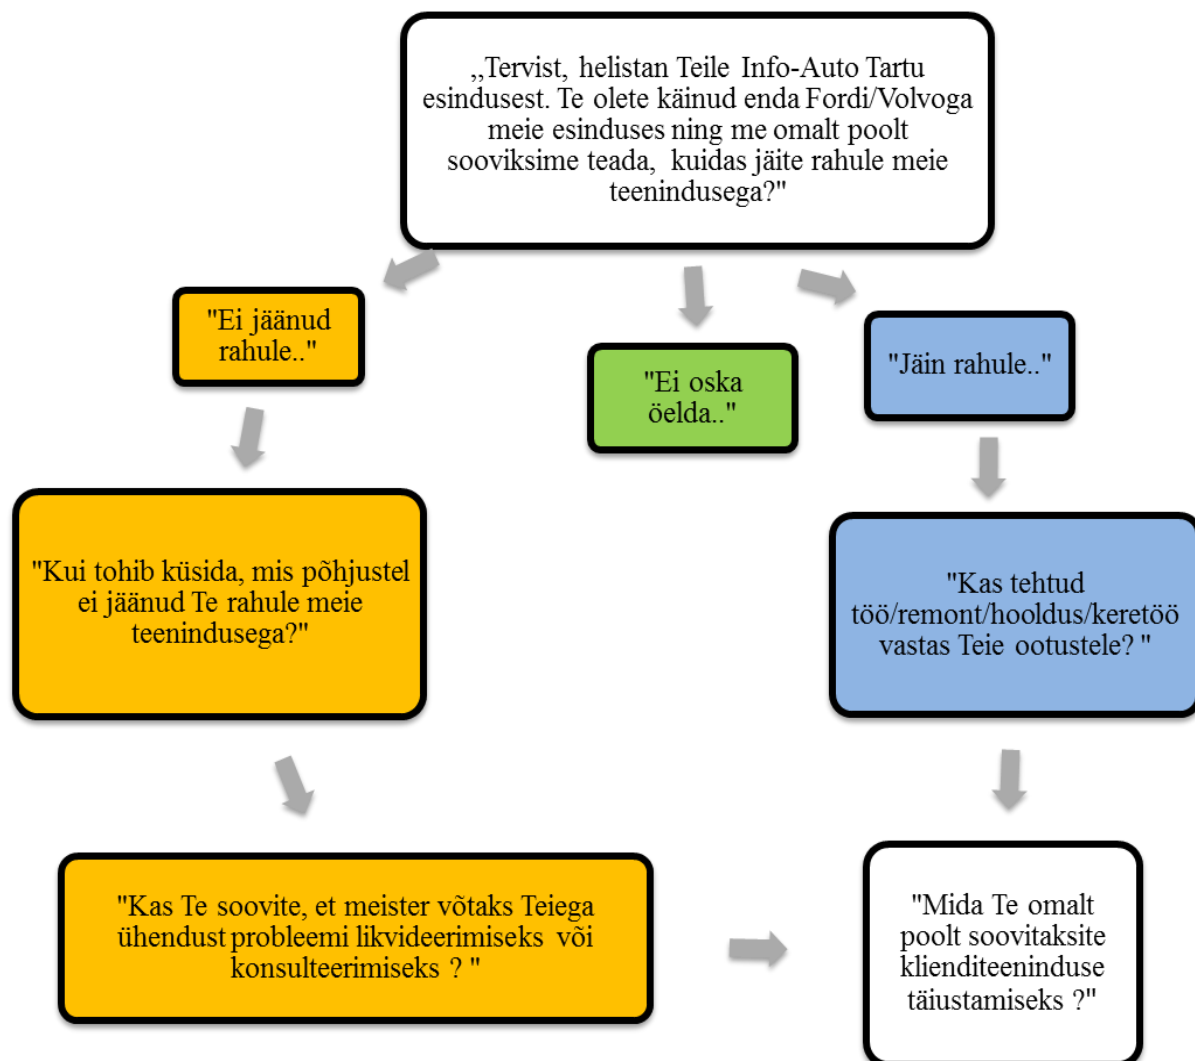 „Tervist, helistan Teile Info-Auto Tartu
esindusest. Te olete käinud enda Fordi/Volvoga
meie esinduses ning me omalt poolt
sooviksime teada, kuidas jäite rahule meie
teenindusega?"
"Ei jäänud
rahule.."
"Ei oska
öelda.."
"Jäin rahule.."
"Kui tohib küsida, mis põhjustel
ei jäänud Te rahule meie
teenindusega?"
"Kas tehtud
töö/remont/hooldus/keretöö
vastas Teie ootustele? "
"Kas Te soovite, et meister võtaks Teiega
ühendust probleemi likvideerimiseks või
konsulteerimiseks ? "
"Mida Te omalt
poolt soovitaksite
klienditeeninduse
täiustamiseks ?"